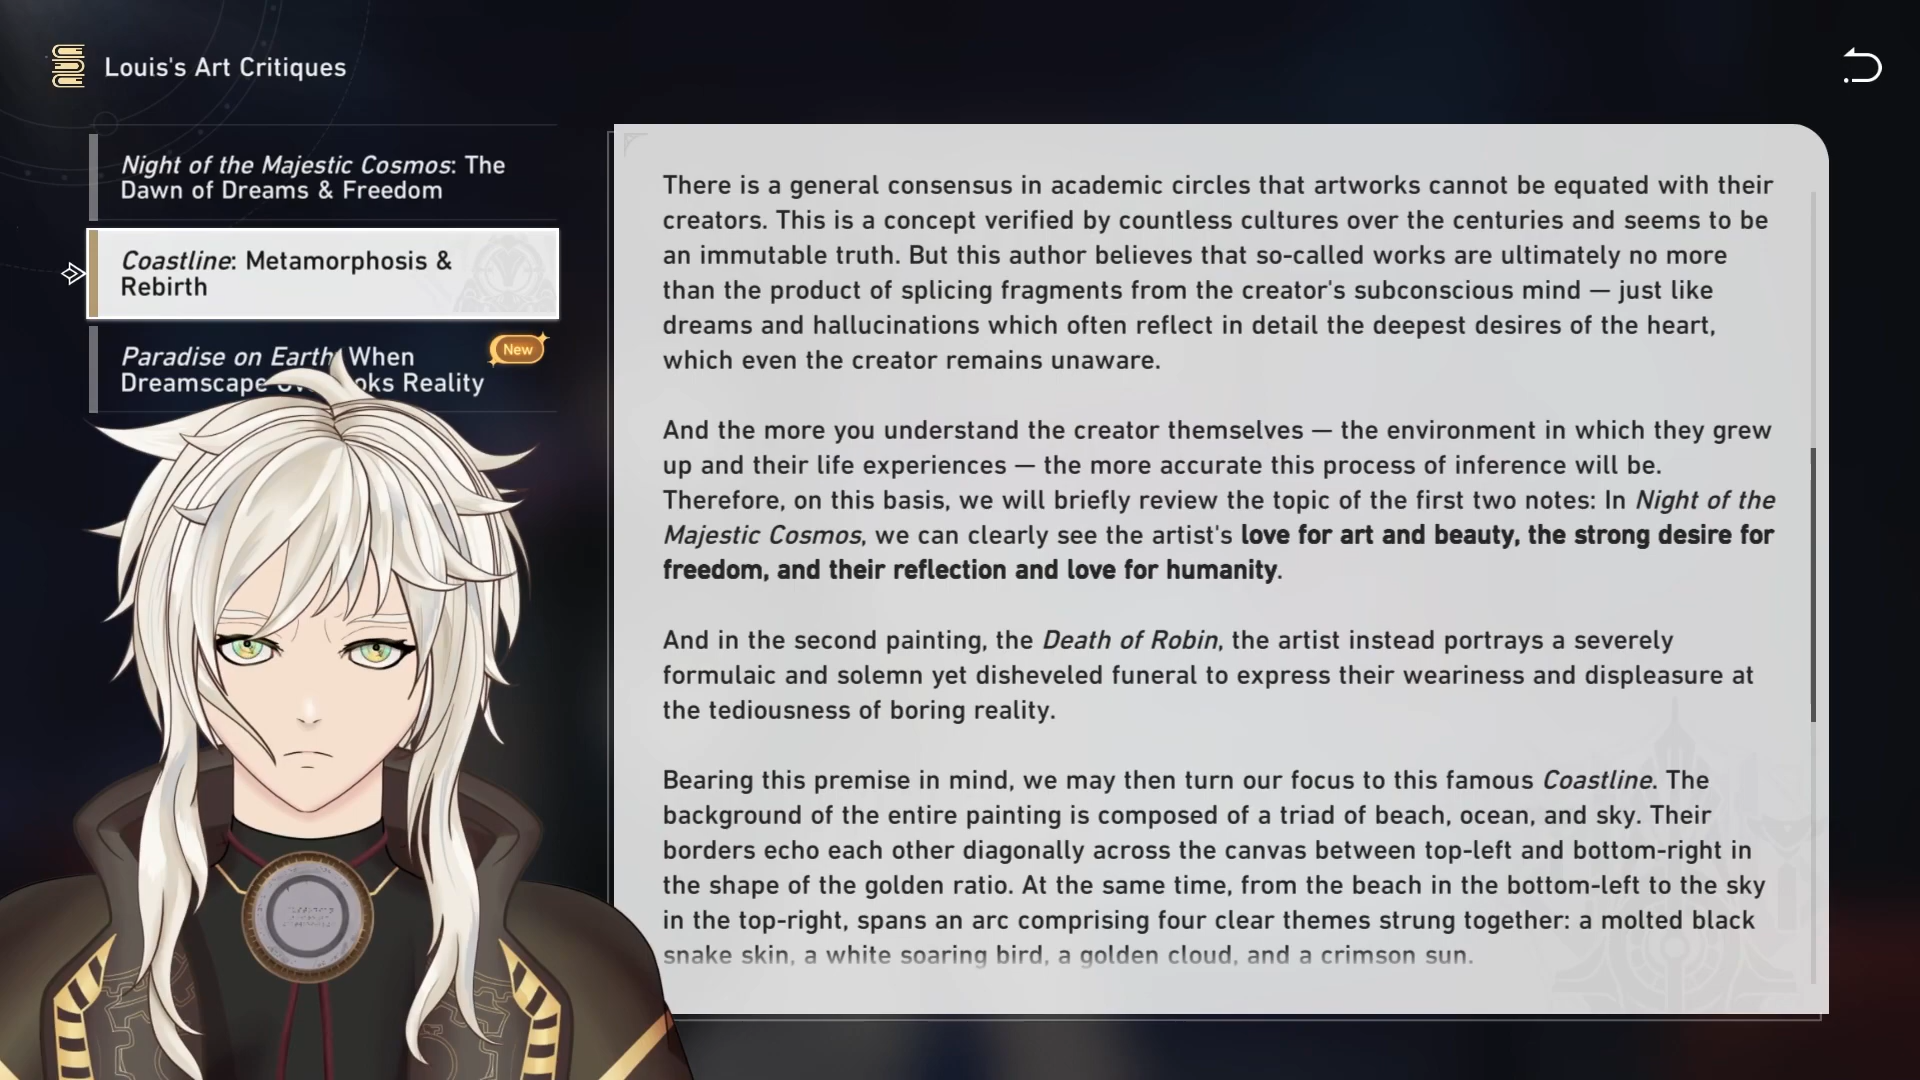 Louis's Art Critiques
Night of the Majestic Cosmos: The
Dawn of Dreams & Freedom
Coastline: Metamorphosis &
Rebirth
Paradise on Earth: When
Dreamscape Reality
New
There is a general consensus in academic circles that artworks cannot be equated with their
creators. This is a concept verified by countless cultures over the centuries and seems to be
an immutable truth. But this author believes that so-called works are ultimately no more
than the product of splicing fragments from the creator's subconscious mind — just like
dreams and hallucinations which often reflect in detail the deepest desires of the heart,
which even the creator remains unaware.
And the more you understand the creator themselves — the environment in which they grew
up and their life experiences — the more accurate this process of inference will be.
Therefore, on this basis, we will briefly review the topic of the first two notes: In Night of the
Majestic Cosmos, we can clearly see the artist's love for art and beauty, the strong desire for
freedom, and their reflection and love for humanity.
And in the second painting, the Death of Robin, the artist instead portrays a severely
formulaic and solemn yet disheveled funeral to express their weariness and displeasure at
the tediousness of boring reality.
Bearing this premise in mind, we may then turn our focus to this famous Coastline. The
background of the entire painting is composed of a triad of beach, ocean, and sky. Their
borders echo each other diagonally across the canvas between top-left and bottom-right in
the shape of the golden ratio. At the same time, from the beach in the bottom-left to the sky
in the top-right, spans an arc comprising four clear themes strung together: a molted black
snake skin, a white soaring bird, a golden cloud, and a crimson sun.